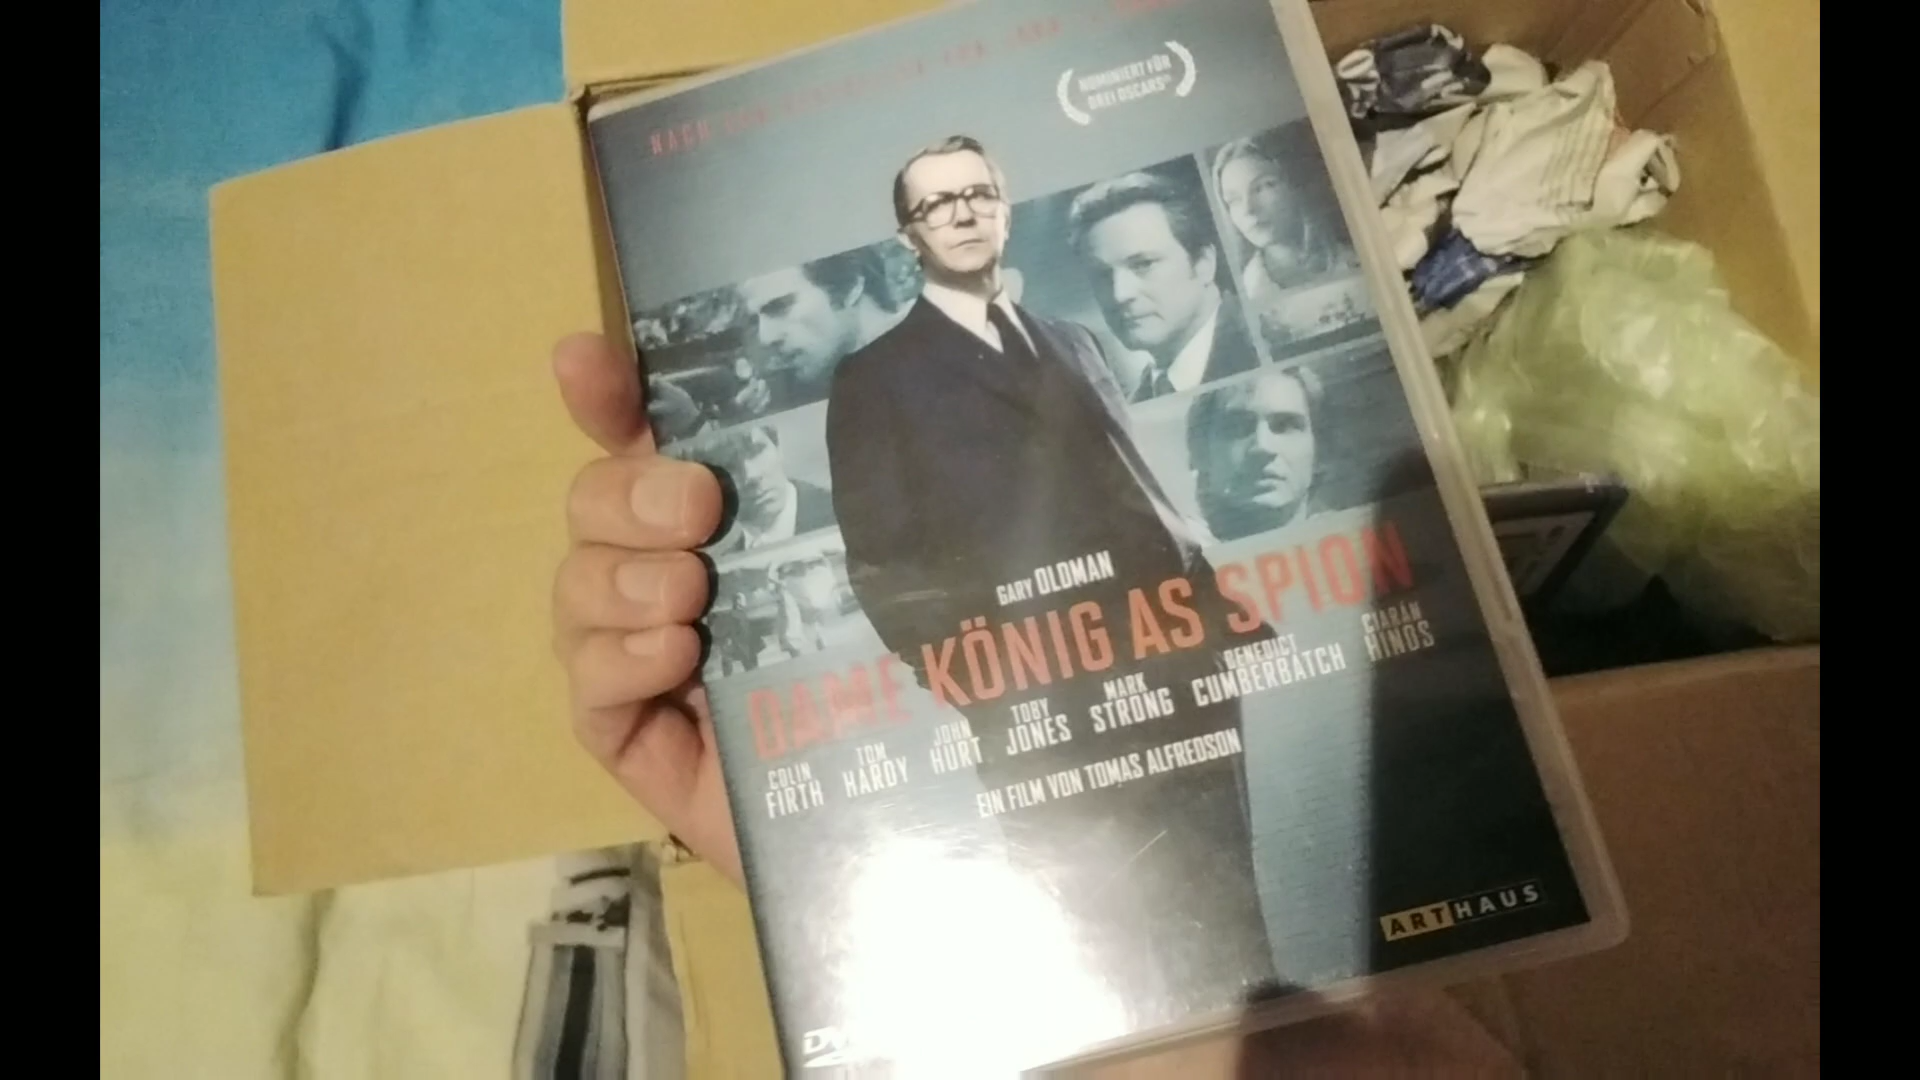 NACH
NOMINIERT FÜR
DREI OSCARS
GARY OLDMAN
DAME KÖNIG AS SPION
COLIN FIRTH TOM HARDY JOHN HURT TOBY JONES MARK STRONG BENEDICT CUMBERBATCH CIARÁN HINDS
EIN FILM VON TOMAS ALFREDSON
ARTHAUS